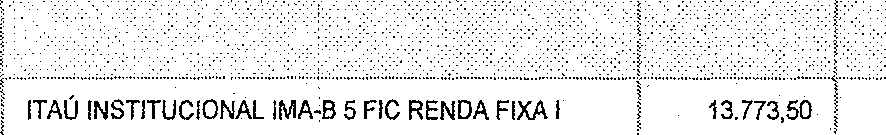 ITAÚ INSTITUCIONAL IMA-B 5 FIC RENDA FIXA I 13.773,50